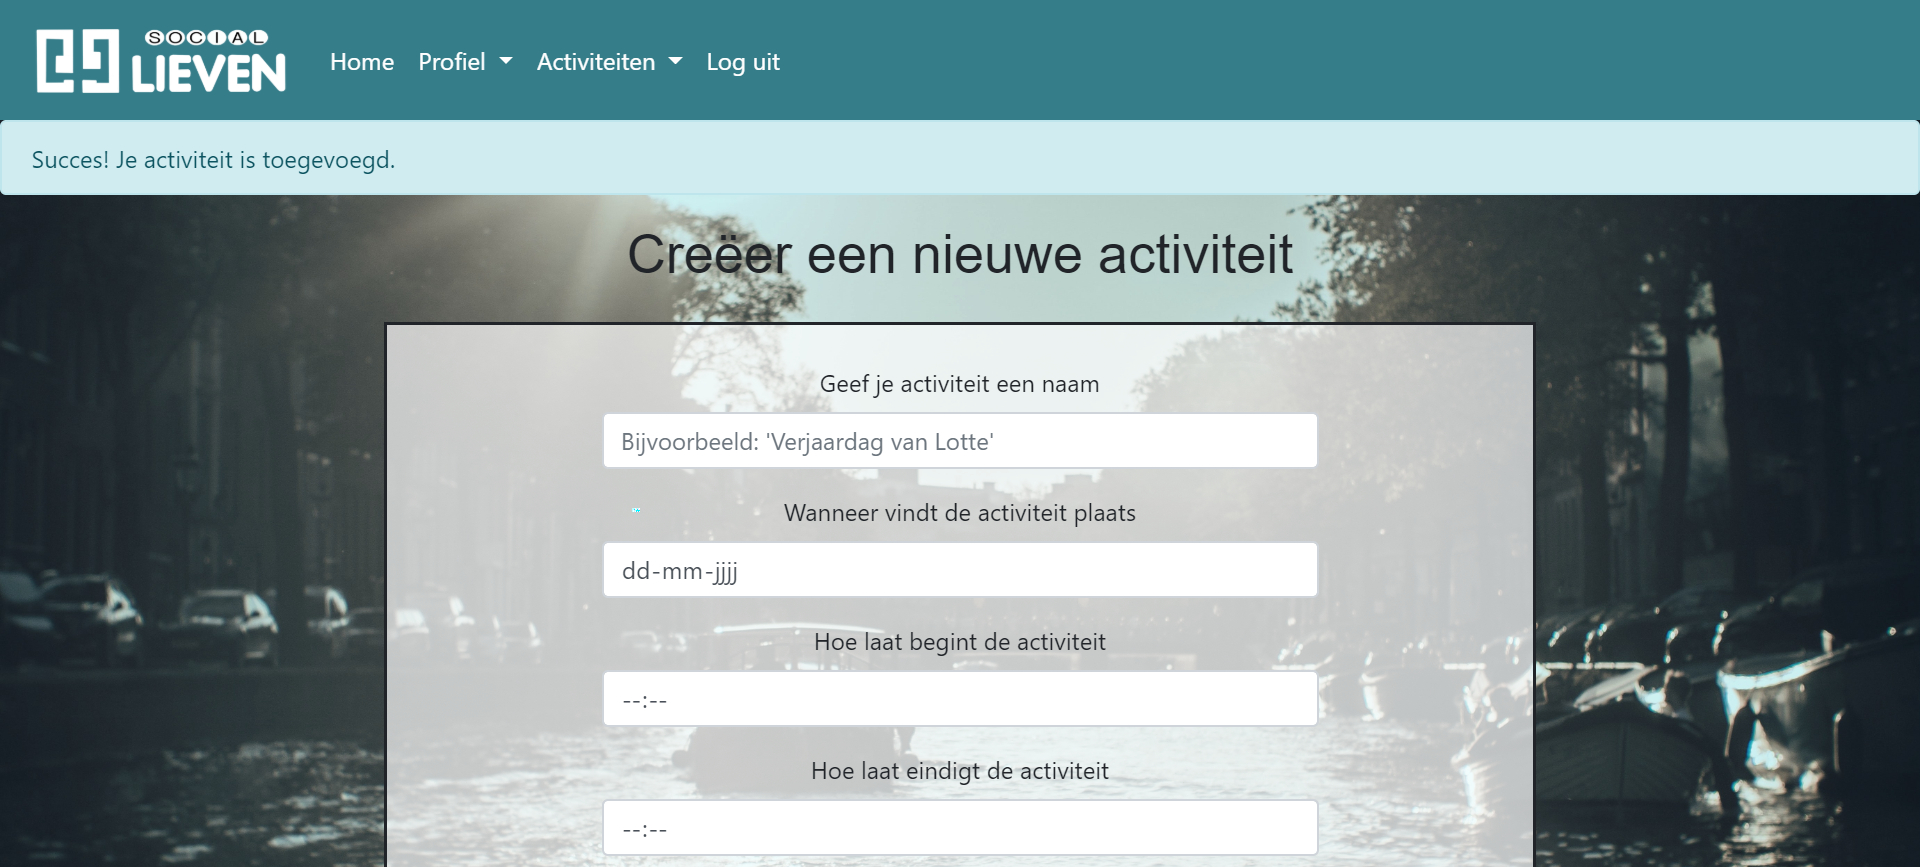 SOCIAL
LIEVEN
Home Profiel Activiteiten Log uit
Succes! Je activiteit is toegevoegd.
Creëer een nieuwe activiteit
Geef je activiteit een naam
Bijvoorbeeld: 'Verjaardag van Lotte'
Wanneer vindt de activiteit plaats
dd-mm-jjjj
Hoe laat begint de activiteit
--:--
Hoe laat eindigt de activiteit
--:--